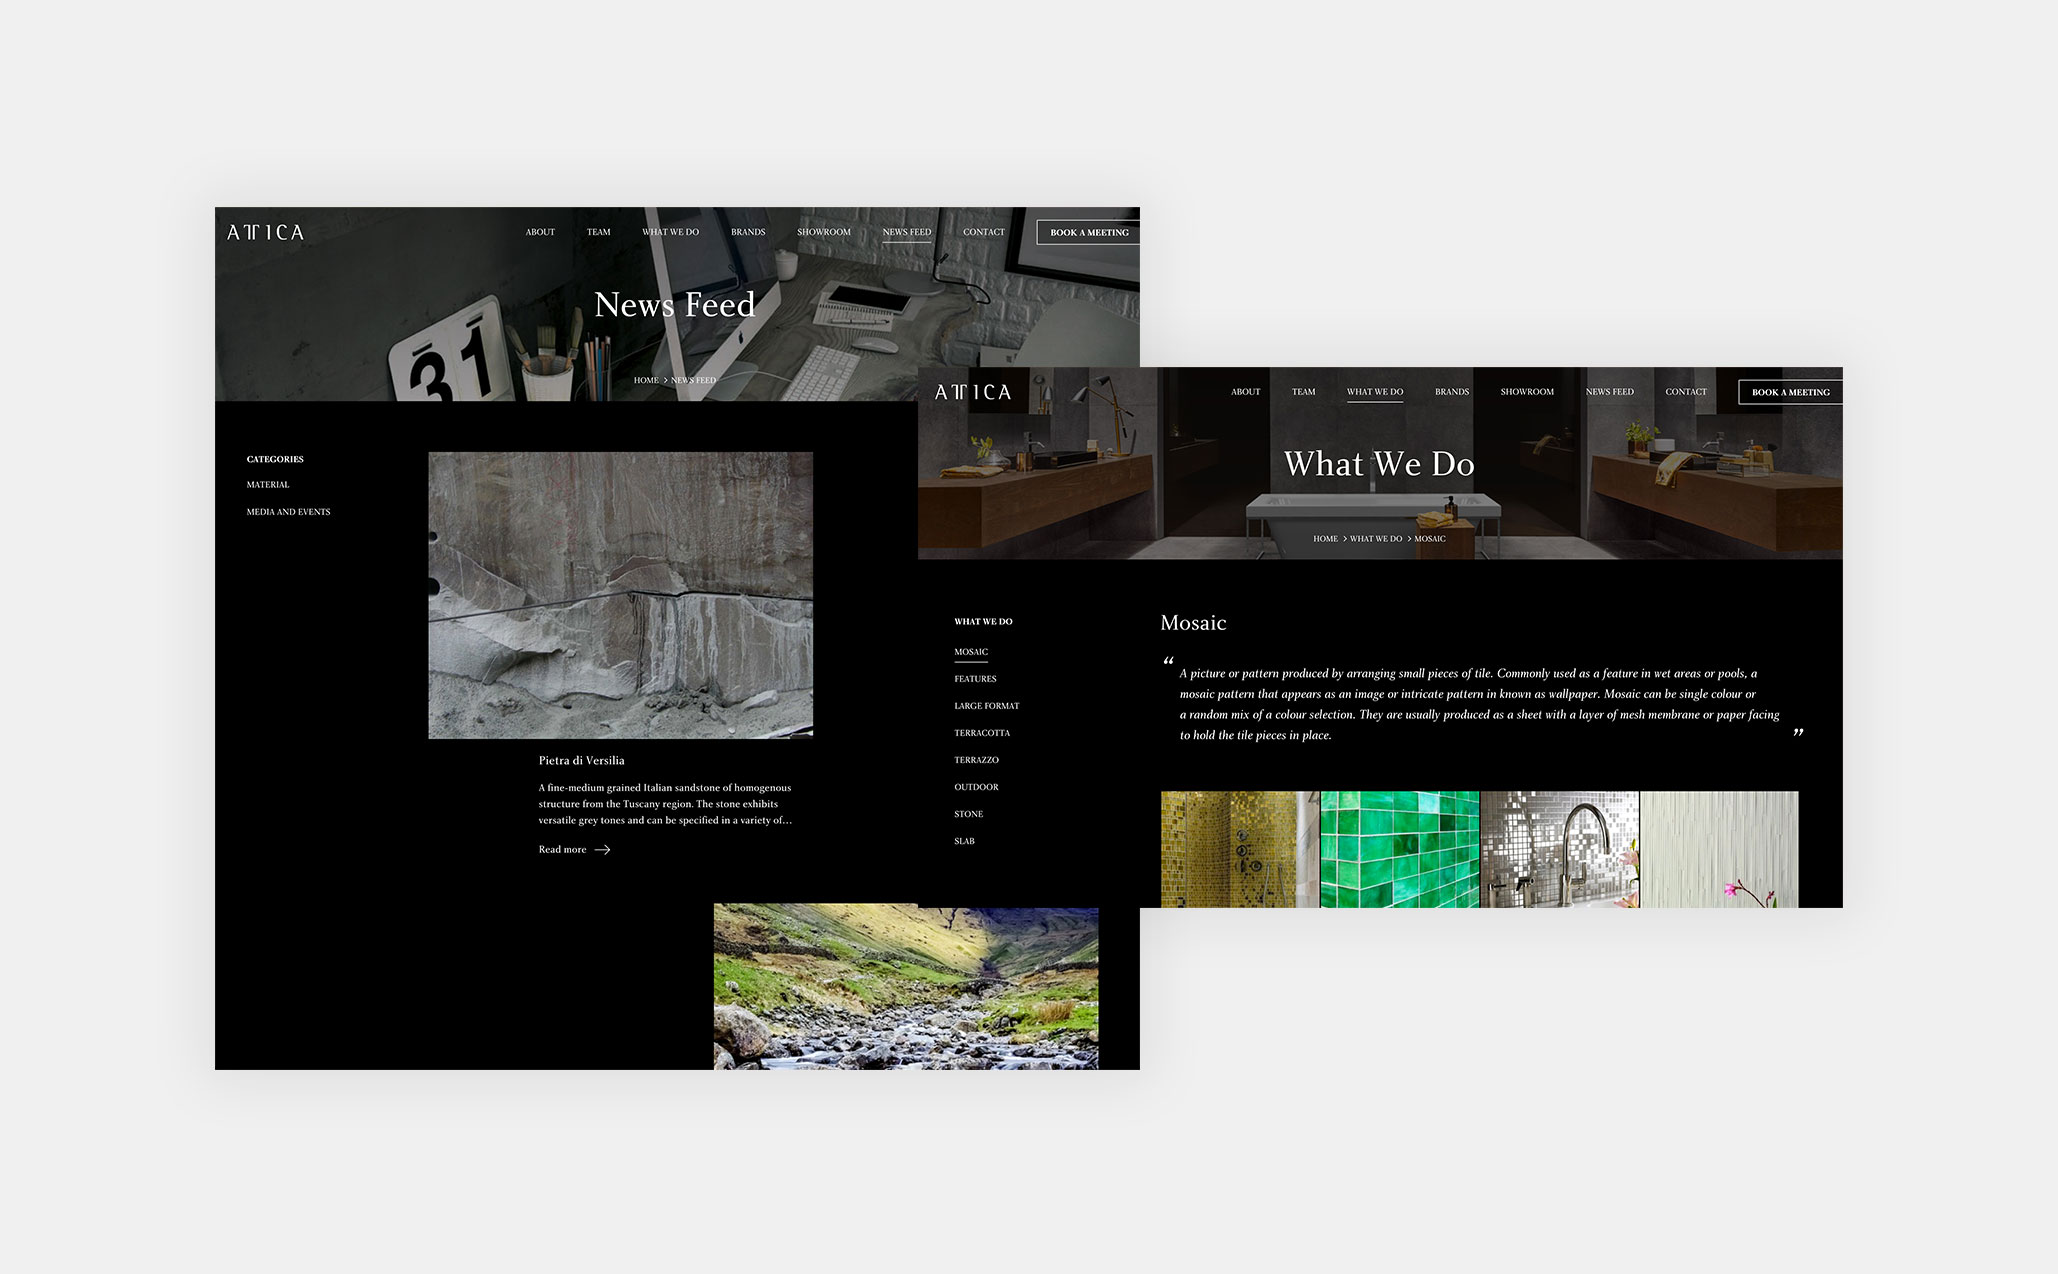 ATTICA
ABOUT TEAM WHAT WE DO BRANDS SHOWROOM NEWS FEED CONTACT BOOK A MEETING
News Feed
31
HOME > NEWS FEED
CATEGORIES
MATERIAL
MEDIA AND EVENTS
Pietra di Versilia
A fine-medium grained Italian sandstone of homogenous
structure from the Tuscany region. The stone exhibits
versatile grey tones and can be specified in a variety of...
Read more
ATTICA
ABOUT TEAM WHAT WE DO BRANDS SHOWROOM NEWS FEED CONTACT BOOK A MEETING
What We Do
HOME > WHAT WE DO > MOSAIC
WHAT WE DO
MOSAIC
FEATURES
LARGE FORMAT
TERRACOTTA
TERRAZZO
OUTDOOR
STONE
SLAB
Mosaic
“ A picture or pattern produced by arranging small pieces of tile. Commonly used as a feature in wet areas or pools, a
mosaic pattern that appears as an image or intricate pattern in known as wallpaper. Mosaic can be single colour or
a random mix of a colour selection. They are usually produced as a sheet with a layer of mesh membrane or paper facing
to hold the tile pieces in place. ”